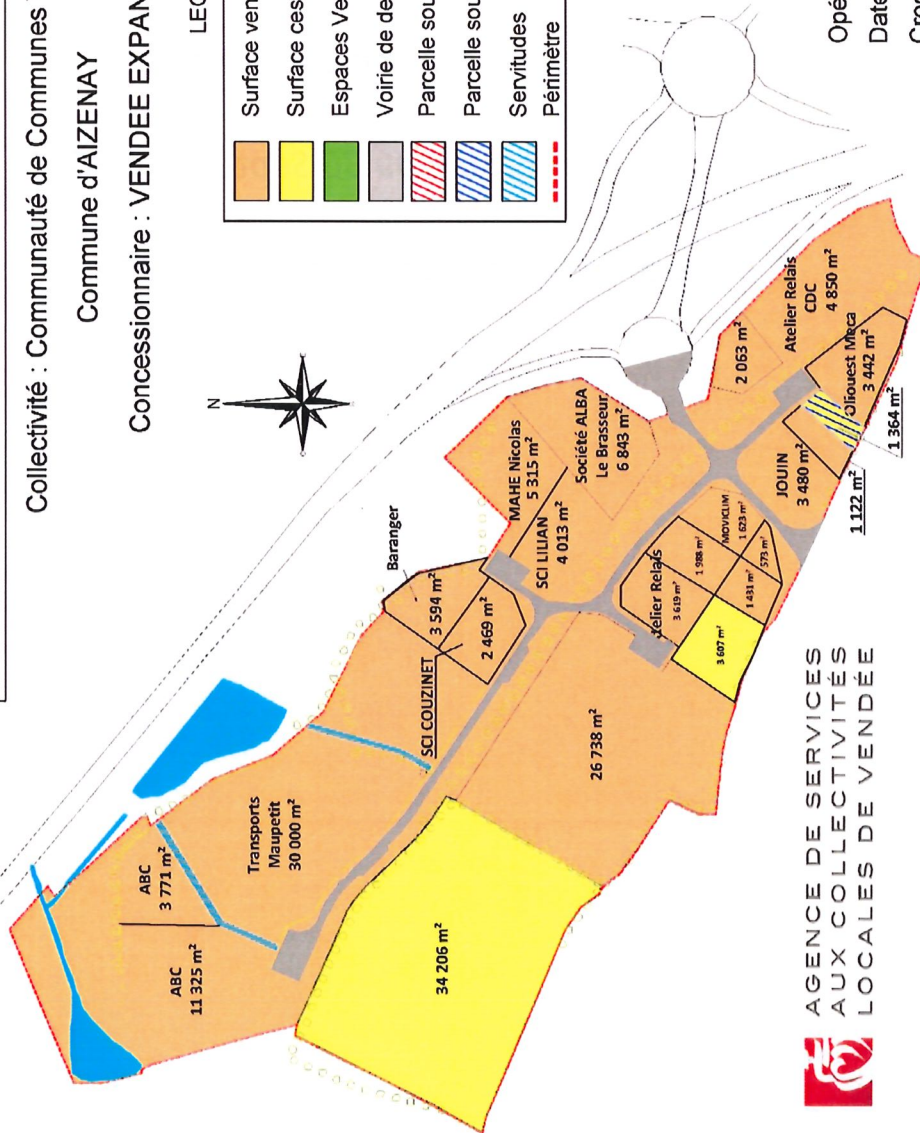 Collectivité : Communauté de Communes
Commune d'AIZENAY
Concessionnaire : VENDEE EXPAN
LEG
Surface ven
Surface ces
Espaces Ve
Voirie de de
Parcelle sou
Parcelle sou
Servitudes
Périmètre
N
ABC
3 771 m²
ABC
11 325 m²
Transports
Maupetit
30 000 m²
34 206 m²
Baranger
3 594 m²
2 469 m²
SCI COUZINET
MAHE Nicolas
5 315 m²
SCI LILIAN
4 013 m²
Société ALBA
Le Brasseur
6 843 m²
26 738 m²
telier Relais
3 619 m²
1 988 m²
MOVICLIM
1 623 m²
573 m²
1 431 m²
3 607 m²
2 063 m²
Atelier Relais
CDC
4 850 m²
Oliouest Meca
3 442 m²
JOUIN
3 480 m²
1 122 m²
1 364 m²
AGENCE DE SERVICES
AUX COLLECTIVITÉS
LOCALES DE VENDÉE
Opé
Date